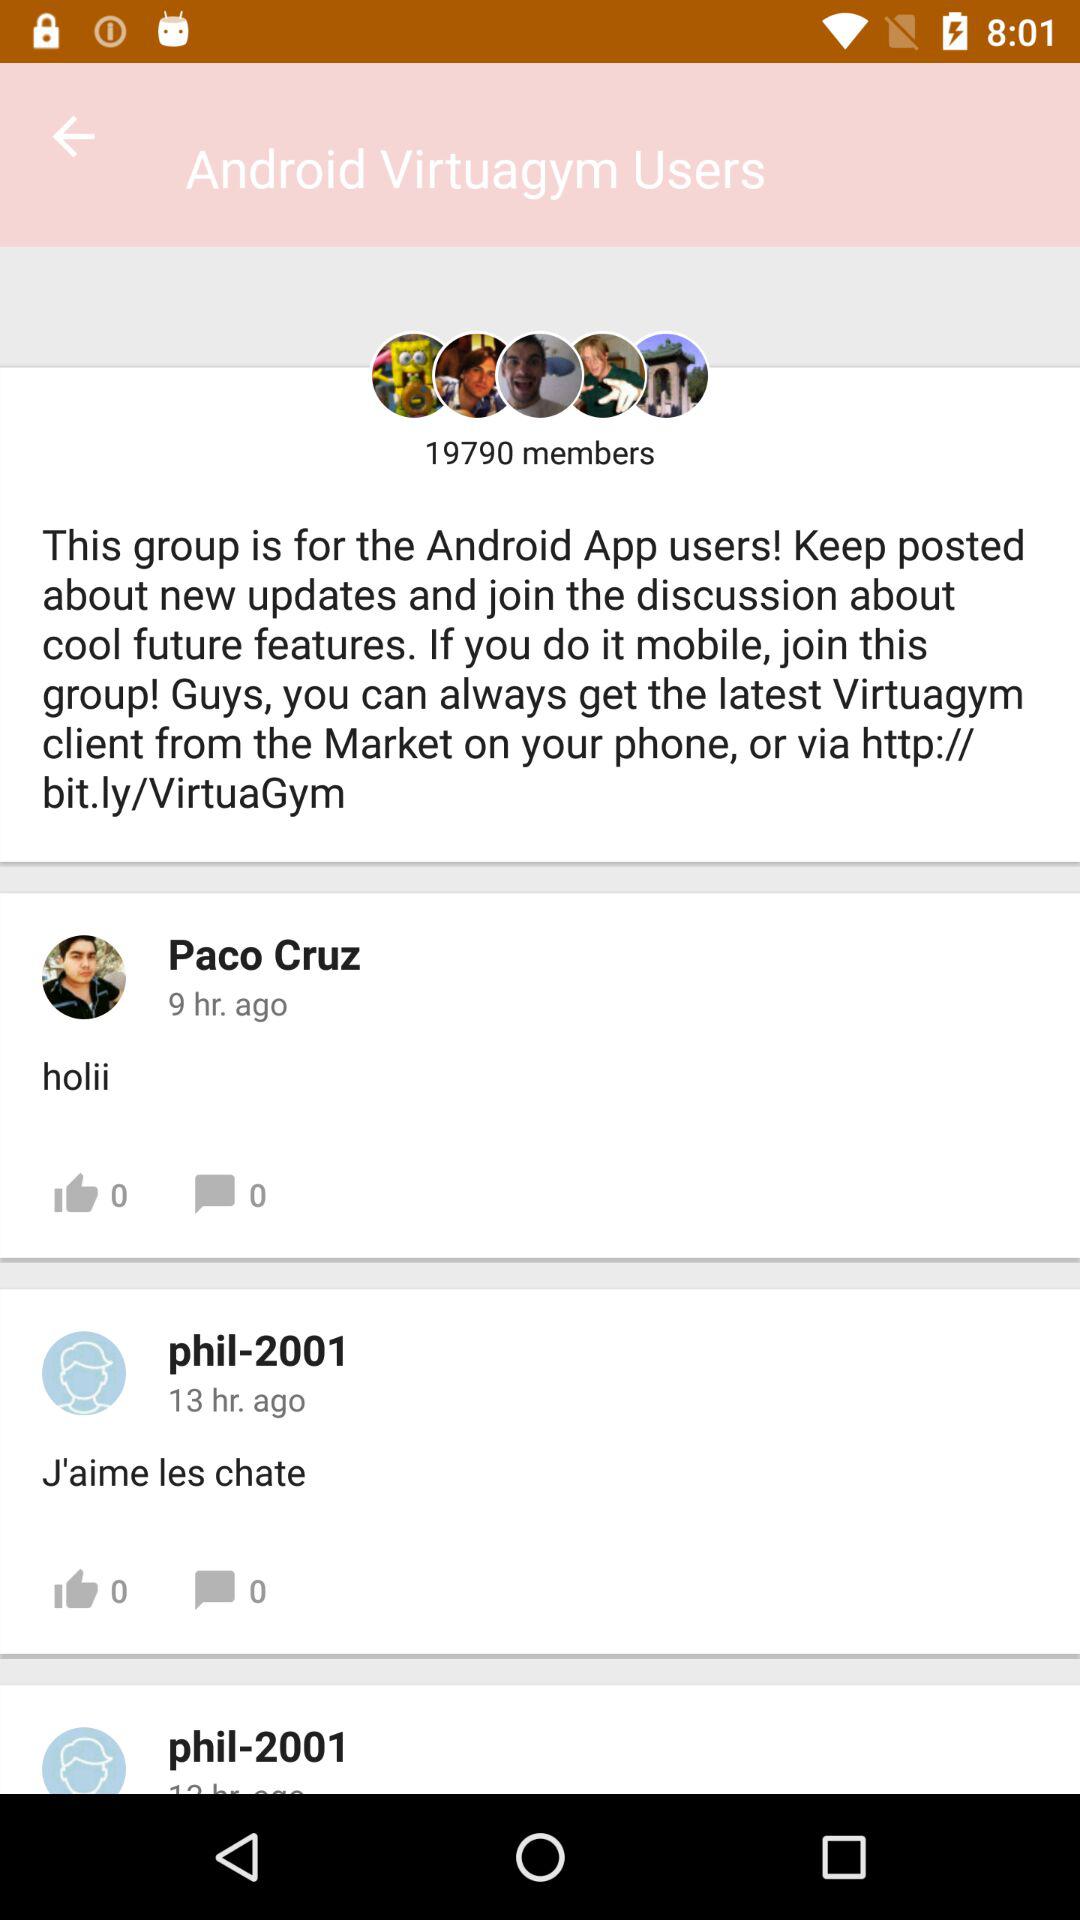 8:01
Android Virtuagym Users
19790 members
This group is for the Android App users! Keep posted
about new updates and join the discussion about
cool future features. If you do it mobile, join this
group! Guys, you can always get the latest Virtuagym
client from the Market on your phone, or via http://
bit.ly/VirtuaGym
Paco Cruz
9 hr. ago
holii
0 0
phil-2001
13 hr. ago
J'aime les chate
0 0
phil-2001
13 hr. ago